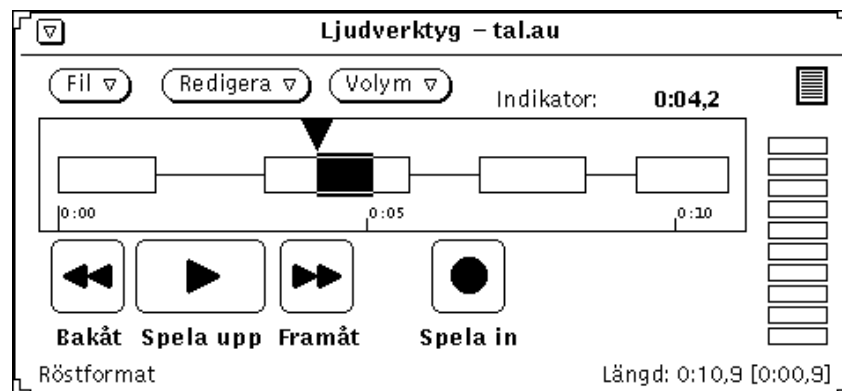 Ljudverktyg – tal.au
Fil Redigera Volym Indikator: 0:04,2
0:00 0:05 0:10
Bakåt Spela upp Framåt Spela in
Röstformat Längd: 0:10,9 [0:00,9]